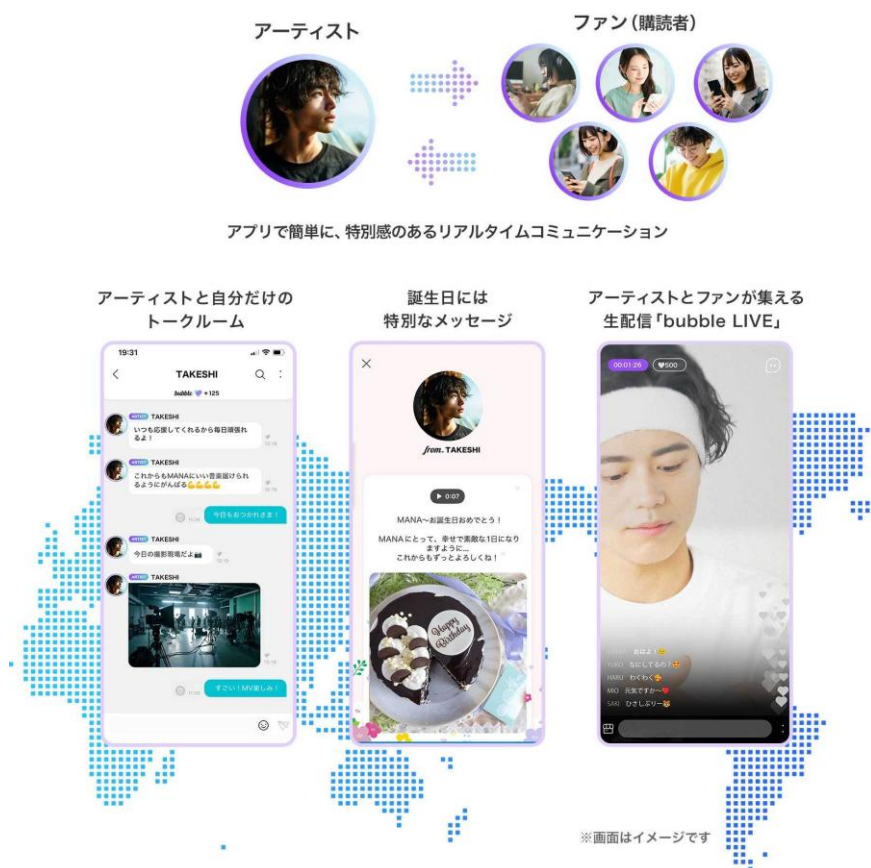 アーティスト
ファン（購読者）
アプリで簡単に、特別感のあるリアルタイムコミュニケーション
アーティストと自分だけの
トークルーム
19:31
TAKESHI
bubble 💜 +125
ARTIST TAKESHI
いつも応援してくれるから毎日頑張れ
るよ！
ARTIST TAKESHI
これからもMANAにいい音楽届けられ
るようにがんばる💪💪💪💪
今日もおつかれさま！
ARTIST TAKESHI
今日の撮影現場だよ📷
ARTIST TAKESHI
すごい！MV楽しみ！
誕生日には
特別なメッセージ
from. TAKESHI
0:07
MANA〜お誕生日おめでとう！
MANAにとって、幸せで素敵な1日になり
ますように...
これからもずっとよろしくね！
Happy
Birthday
アーティストとファンが集える
生配信「bubble LIVE」
00:01:26 ♥500
おはよ！
YUKO なにしてるの？
HARU わくわく
MIO 元気ですか〜
SAKI ひさしぶりー
※画面はイメージです